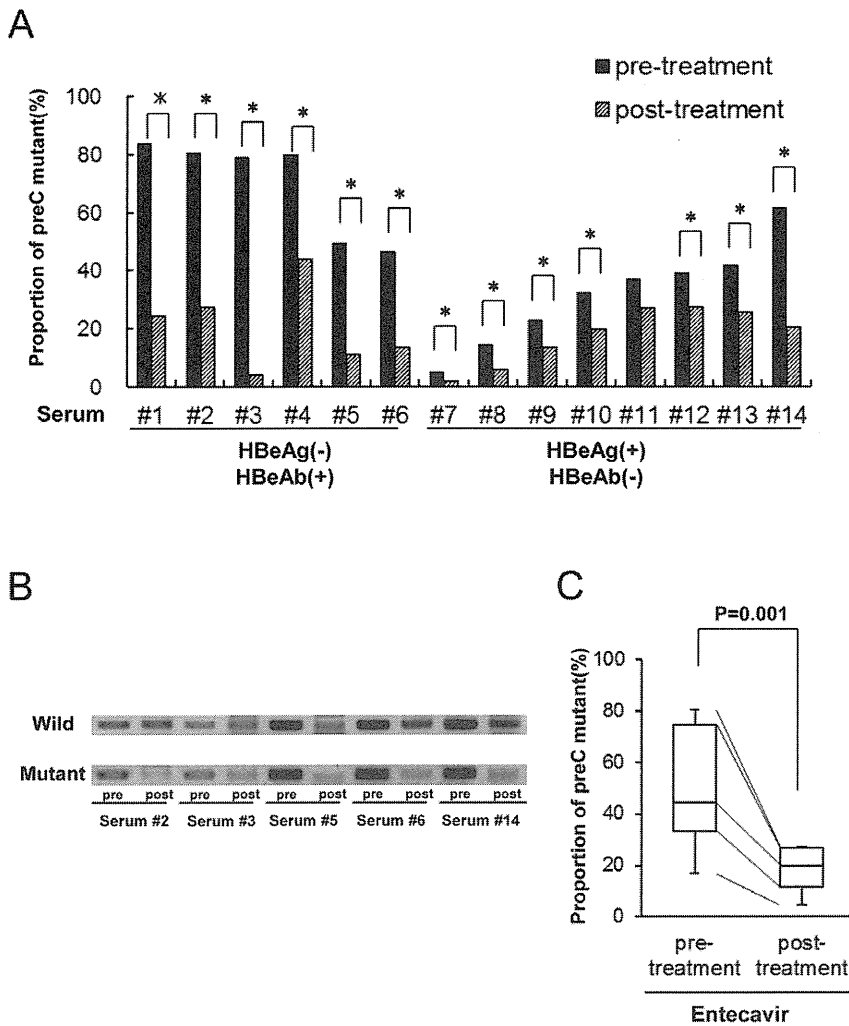 A
pre-treatment
post-treatment
Proportion of preC mutant(%)
100
80
60
40
20
0
* * * * * * * * * * * * *
Serum #1 #2 #3 #4 #5 #6 #7 #8 #9 #10 #11 #12 #13 #14
HBeAg(-) HBeAg(+)
HBeAb(+) HBeAb(-)
B
Wild
Mutant
pre post pre post pre post pre post pre post
Serum #2 Serum #3 Serum #5 Serum #6 Serum #14
C
P=0.001
Proportion of preC mutant(%)
100
80
60
40
20
0
pre- post-
treatment treatment
Entecavir